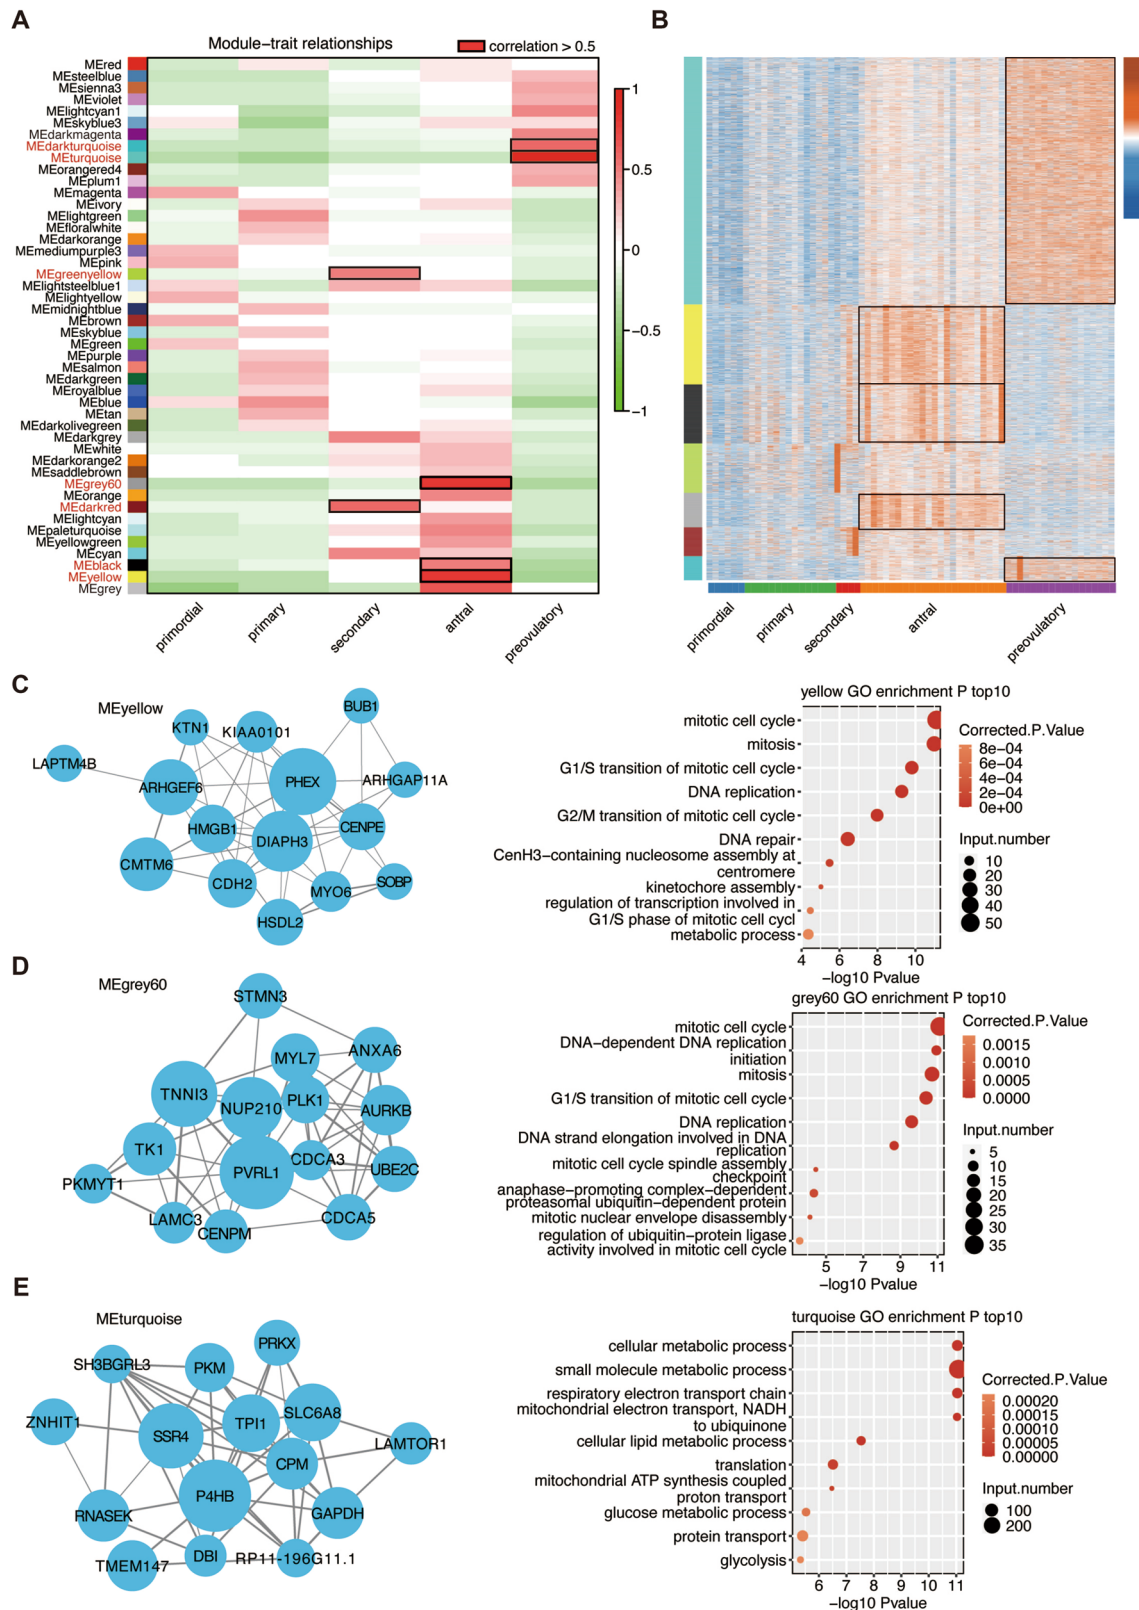 A
B
Module−trait relationships
correlation > 0.5
MEred
MEsteelblue
MEsienna3
MEviolet
MElightcyan1
MEskyblue3
MEdarkmagenta
MEdarkturquoise
MEturquoise
MEorangered4
MEplum1
MEmagenta
MEivory
MElightgreen
MEfloralwhite
MEdarkorange
MEmediumpurple3
MEpink
MEgreenyellow
MElightsteelblue1
MElightyellow
MEmidnightblue
MEbrown
MEskyblue
MEgreen
MEpurple
MEsalmon
MEdarkgreen
MEroyalblue
MEblue
MEtan
MEdarkolivegreen
MEdarkgrey
MEwhite
MEdarkorange2
MEsaddlebrown
MEgrey60
MEorange
MEdarkred
MElightcyan
MEpaleturquoise
MEyellowgreen
MEcyan
MEblack
MEyellow
MEgrey
1
0.5
0
−0.5
−1
primordial
primary
secondary
antral
preovulatory
primordial
primary
secondary
antral
preovulatory
C
MEyellow
BUB1
KTN1
KIAA0101
LAPTM4B
ARHGEF6
PHEX
ARHGAP11A
HMGB1
DIAPH3
CENPE
CMTM6
CDH2
MYO6
SOBP
HSDL2
yellow GO enrichment P top10
mitotic cell cycle
mitosis
G1/S transition of mitotic cell cycle
DNA replication
G2/M transition of mitotic cell cycle
DNA repair
CenH3−containing nucleosome assembly at
centromere
kinetochore assembly
regulation of transcription involved in
G1/S phase of mitotic cell cycl
metabolic process
4 6 8 10
−log10 Pvalue
Corrected.P.Value
8e−04
6e−04
4e−04
2e−04
0e+00
Input.number
10
20
30
40
50
D
MEgrey60
STMN3
MYL7
ANXA6
TNNI3
NUP210
PLK1
AURKB
TK1
PVRL1
CDCA3
UBE2C
PKMYT1
LAMC3
CENPM
CDCA5
grey60 GO enrichment P top10
mitotic cell cycle
DNA−dependent DNA replication
initiation
mitosis
G1/S transition of mitotic cell cycle
DNA replication
DNA strand elongation involved in DNA
replication
mitotic cell cycle spindle assembly
checkpoint
anaphase−promoting complex−dependent
proteasomal ubiquitin−dependent protein
mitotic nuclear envelope disassembly
regulation of ubiquitin−protein ligase
activity involved in mitotic cell cycle
5 7 9 11
−log10 Pvalue
Corrected.P.Value
0.0015
0.0010
0.0005
0.0000
Input.number
5
10
15
20
25
30
35
E
MEturquoise
PRKX
SH3BGRL3
PKM
ZNHIT1
SSR4
TPI1
SLC6A8
LAMTOR1
CPM
P4HB
RNASEK
GAPDH
DBI
RP11-196G11.1
TMEM147
turquoise GO enrichment P top10
cellular metabolic process
small molecule metabolic process
respiratory electron transport chain
mitochondrial electron transport, NADH
to ubiquinone
cellular lipid metabolic process
translation
mitochondrial ATP synthesis coupled
proton transport
glucose metabolic process
protein transport
glycolysis
6 7 8 9 10 11
−log10 Pvalue
Corrected.P.Value
0.00020
0.00015
0.00010
0.00005
0.00000
Input.number
100
200